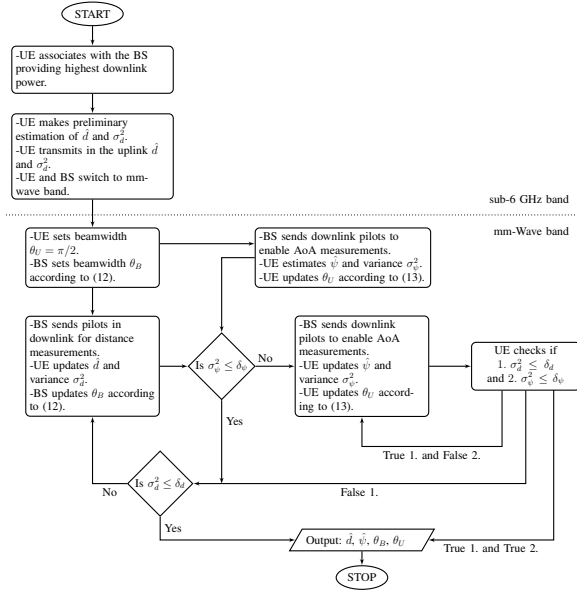 START
-UE associates with the BS
providing highest downlink
power.
-UE makes preliminary
estimation of d̂ and σ_d^2.
-UE transmits in the uplink d̂
and σ_d^2.
-UE and BS switch to mm-
wave band.
sub-6 GHz band
mm-Wave band
-UE sets beamwidth
θ_U = π/2.
-BS sets beamwidth θ_B
according to (12).
-BS sends downlink pilots to
enable AoA measurements.
-UE estimates ψ̂ and variance σ_ψ^2.
-UE updates θ_U according to (13).
-BS sends pilots in
downlink for distance
measurements.
-UE updates d̂ and
variance σ_d^2.
-BS updates θ_B according
to (12).
Is σ_ψ^2 ≤ δ_ψ
No
Yes
-BS sends downlink
pilots to enable AoA
measurements.
-UE updates ψ̂ and
variance σ_ψ^2.
-UE updates θ_U accord-
ing to (13).
UE checks if
1. σ_d^2 ≤ δ_d
and 2. σ_ψ^2 ≤ δ_ψ
True 1. and False 2.
Is σ_d^2 ≤ δ_d
No
False 1.
Yes
Output: d̂, ψ̂, θ_B, θ_U
True 1. and True 2.
STOP